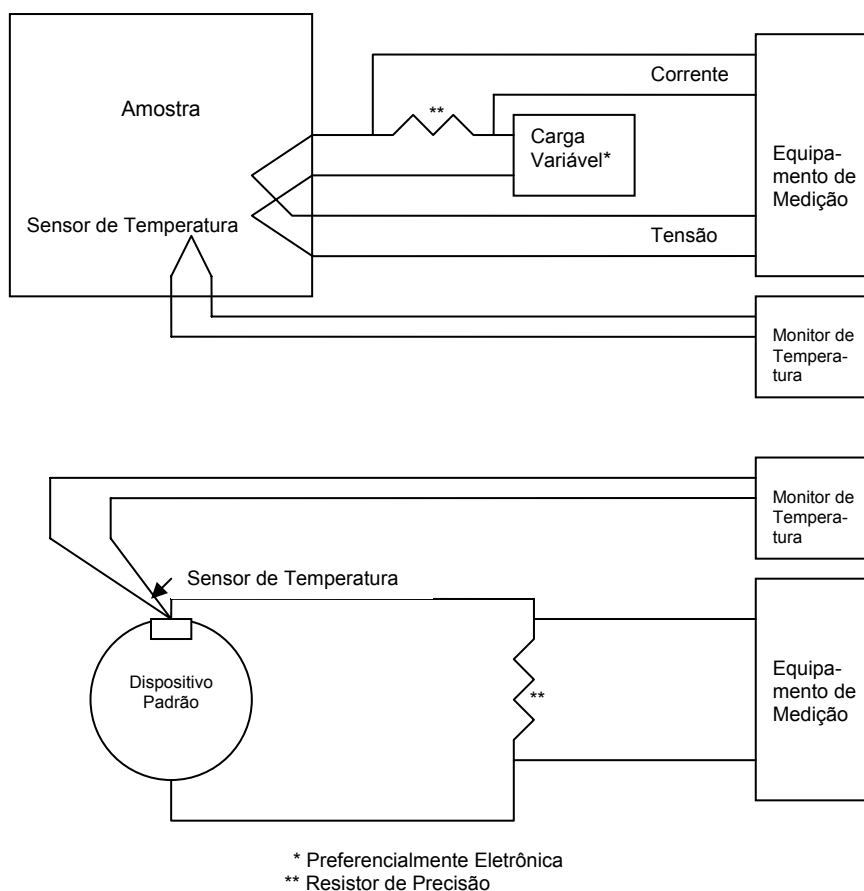 Corrente
Amostra
**
Carga
Variável*
Equipa-
mento de
Medição
Sensor de Temperatura
Tensão
Monitor de
Tempera-
tura
Monitor de
Tempera-
tura
Sensor de Temperatura
Dispositivo
Padrão
**
Equipa-
mento de
Medição
* Preferencialmente Eletrônica
** Resistor de Precisão